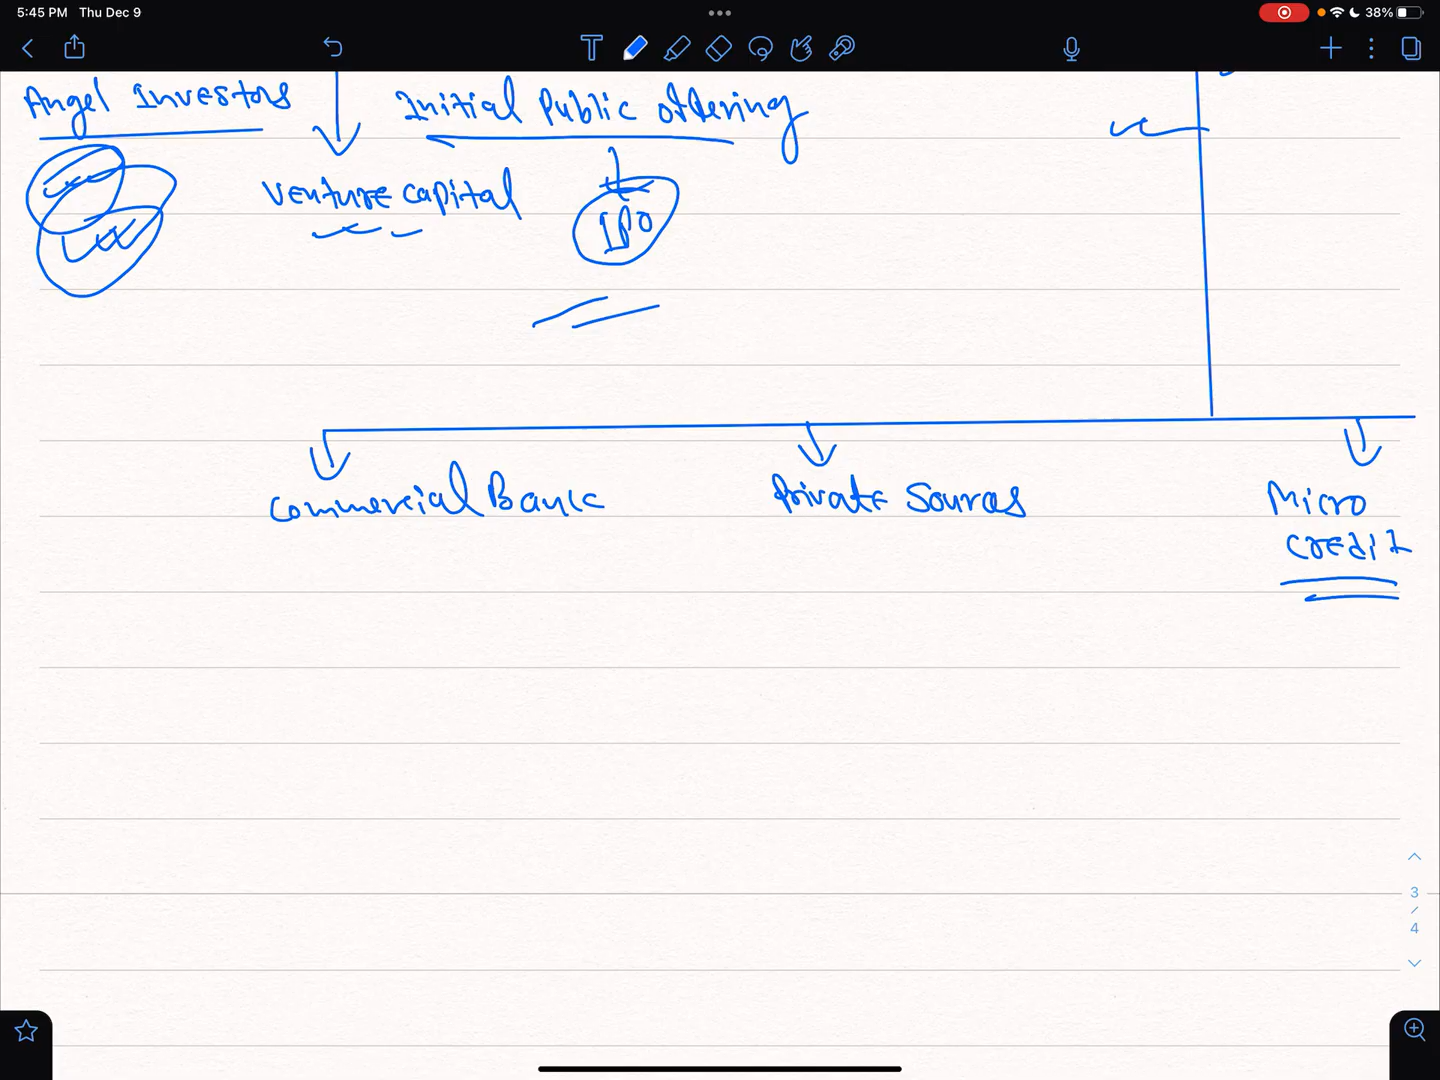 5:45 PM Thu Dec 9
38%
Angel Investors
Initial Public offering
Venture capital
IPO
Commercial Bank
Private Sources
Micro
credit
3
/
4